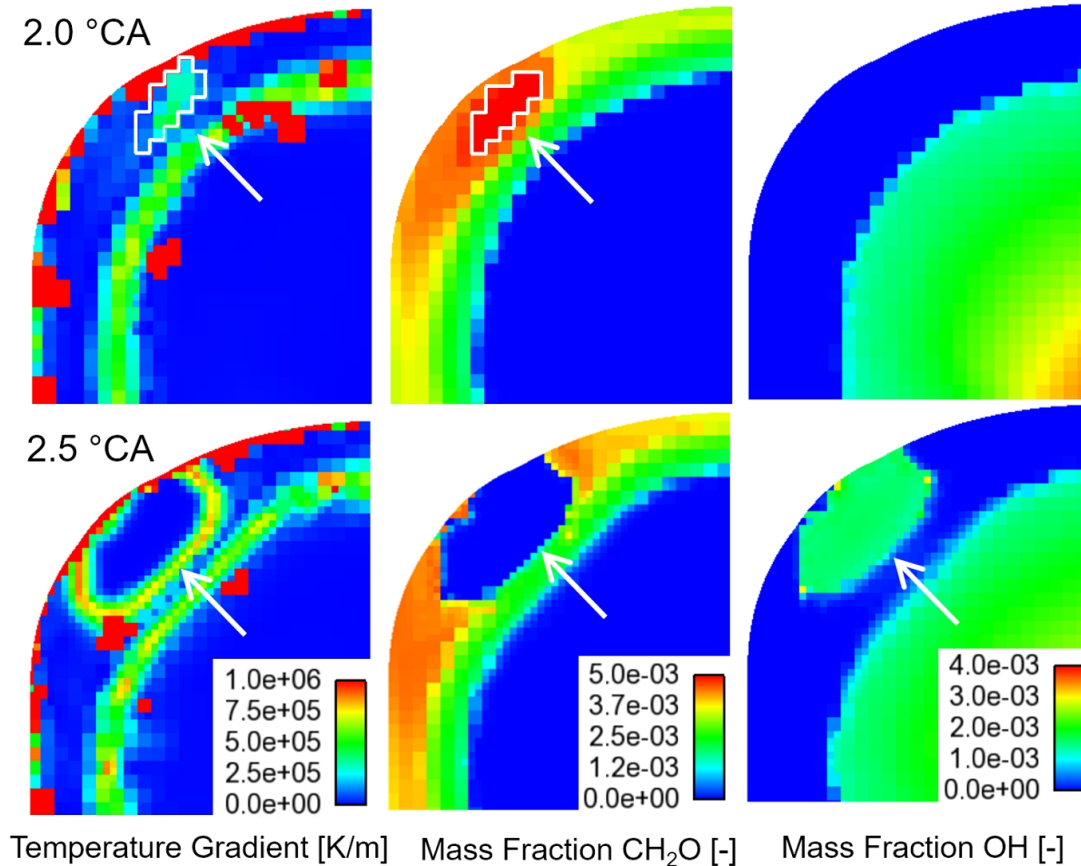 2.0 °CA
2.5 °CA
1.0e+06
7.5e+05
5.0e+05
2.5e+05
0.0e+00
5.0e-03
3.7e-03
2.5e-03
1.2e-03
0.0e+00
4.0e-03
3.0e-03
2.0e-03
1.0e-03
0.0e+00
Temperature Gradient [K/m]
Mass Fraction CH₂O [-]
Mass Fraction OH [-]